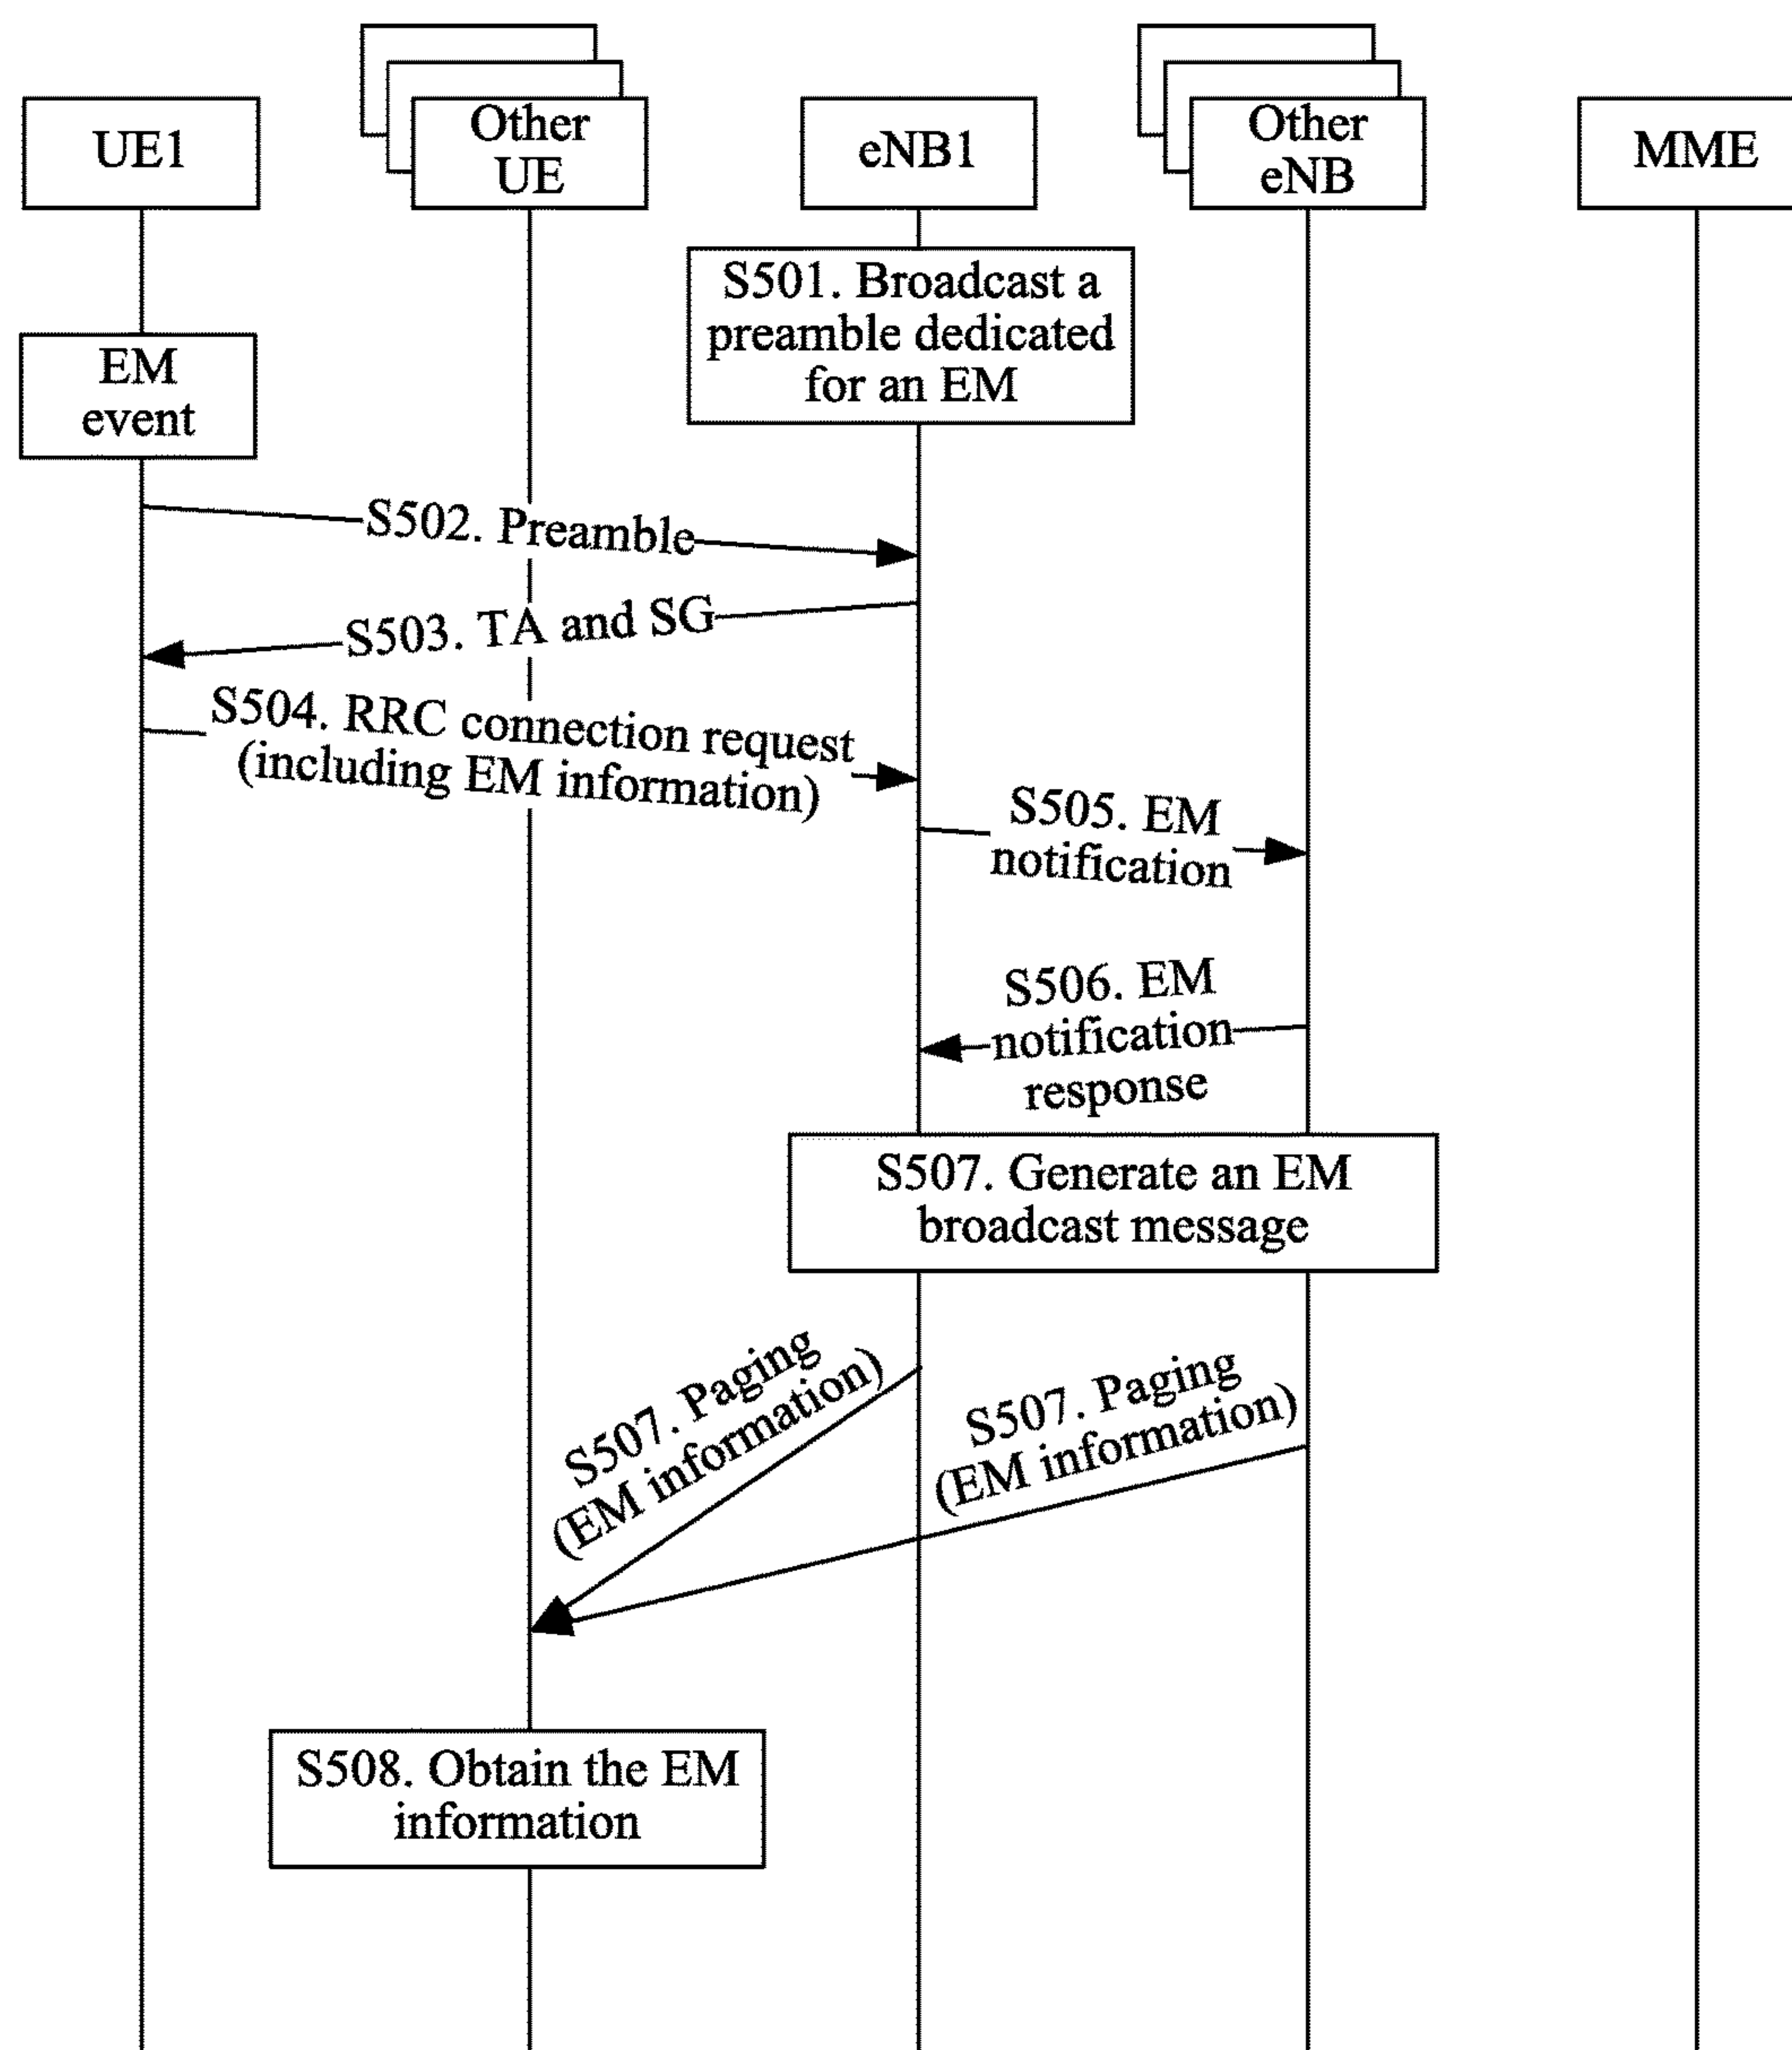 UE1
Other
UE
eNB1
Other
eNB
MME
S501. Broadcast a
preamble dedicated
for an EM
EM
event
S502. Preamble
S503. TA and SG
S504. RRC connection request
(including EM information)
S505. EM
notification
S506. EM
notification
response
S507. Generate an EM
broadcast message
S507. Paging
(EM information)
S507. Paging
(EM information)
S508. Obtain the EM
information